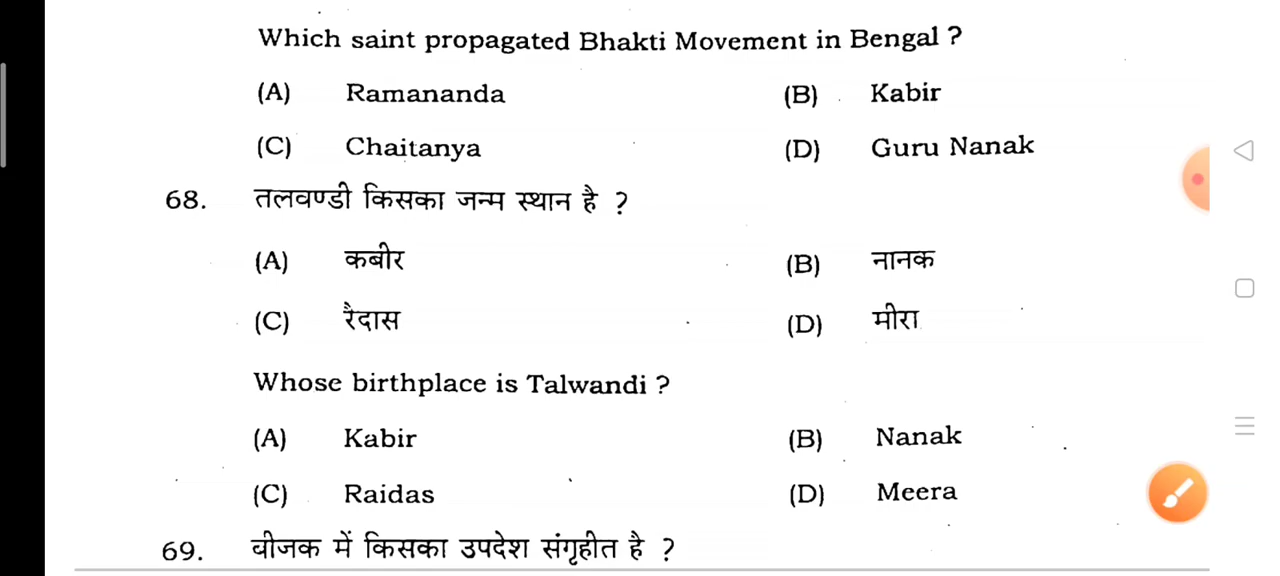 Which saint propagated Bhakti Movement in Bengal ?
(A) Ramananda (B) Kabir
(C) Chaitanya (D) Guru Nanak
68. तलवण्डी किसका जन्म स्थान है ?
(A) कबीर (B) नानक
(C) रैदास (D) मीरा
Whose birthplace is Talwandi ?
(A) Kabir (B) Nanak
(C) Raidas (D) Meera
69. बीजक में किसका उपदेश संगृहीत है ?